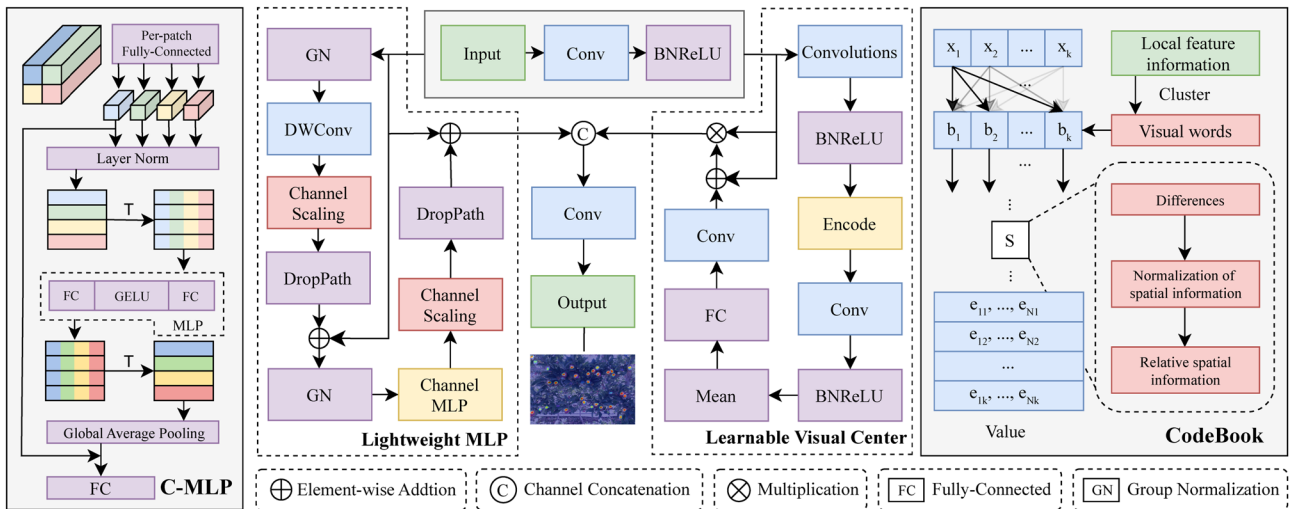 Per-patch
Fully-Connected
Layer Norm
T
FC
GELU
FC
MLP
T
Global Average Pooling
FC
C-MLP
Input
Conv
BNReLU
GN
DWConv
Channel
Scaling
DropPath
GN
Channel
MLP
Channel
Scaling
DropPath
Lightweight MLP
C
Conv
Output
Convolutions
BNReLU
Encode
Conv
BNReLU
Mean
FC
Conv
Learnable Visual Center
x1 x2 ... xk
...
b1 b2 ... bk
...
Local feature
information
Cluster
Visual words
S
e11, ..., eN1
e12, ..., eN2
...
e1k, ..., eNk
Value
Differences
Normalization of
spatial information
Relative spatial
information
CodeBook
Element-wise Addtion
C Channel Concatenation
Multiplication
FC Fully-Connected
GN Group Normalization